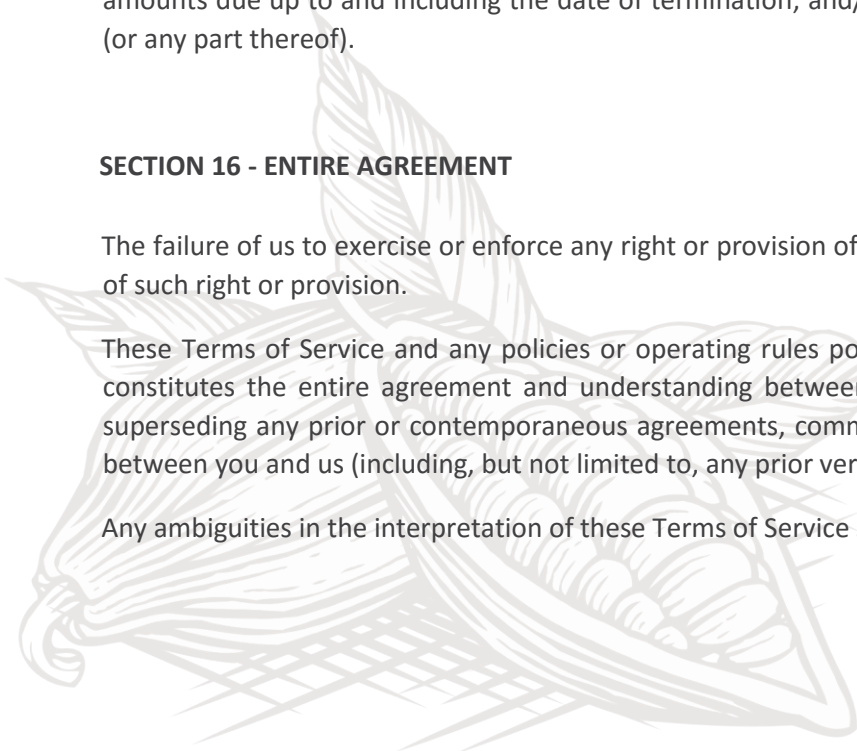 amounts due up to and including the date of termination; and/
(or any part thereof).
SECTION 16 - ENTIRE AGREEMENT
The failure of us to exercise or enforce any right or provision of
of such right or provision.
These Terms of Service and any policies or operating rules po
constitutes the entire agreement and understanding between
superseding any prior or contemporaneous agreements, comm
between you and us (including, but not limited to, any prior ver
Any ambiguities in the interpretation of these Terms of Service